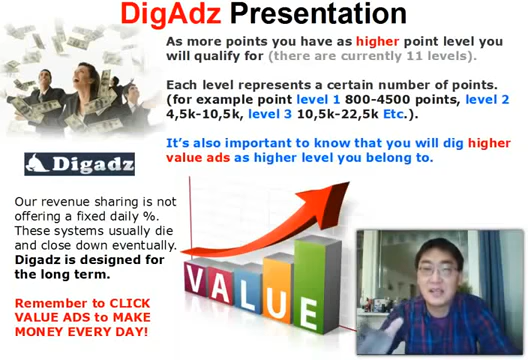 DigAdz Presentation
As more points you have as higher point level you
will qualify for (there are currently 11 levels).
Each level represents a certain number of points.
(for example point level 1 800-4500 points, level 2
4,5k-10,5k, level 3 10,5k-22,5k Etc.).
It's also important to know that you will dig higher
value ads as higher level you belong to.
Digadz
Our revenue sharing is not
offering a fixed daily %.
These systems usually die
and close down eventually.
Digadz is designed for
the long term.
Remember to CLICK
VALUE ADS to MAKE
MONEY EVERY DAY!
VALUE